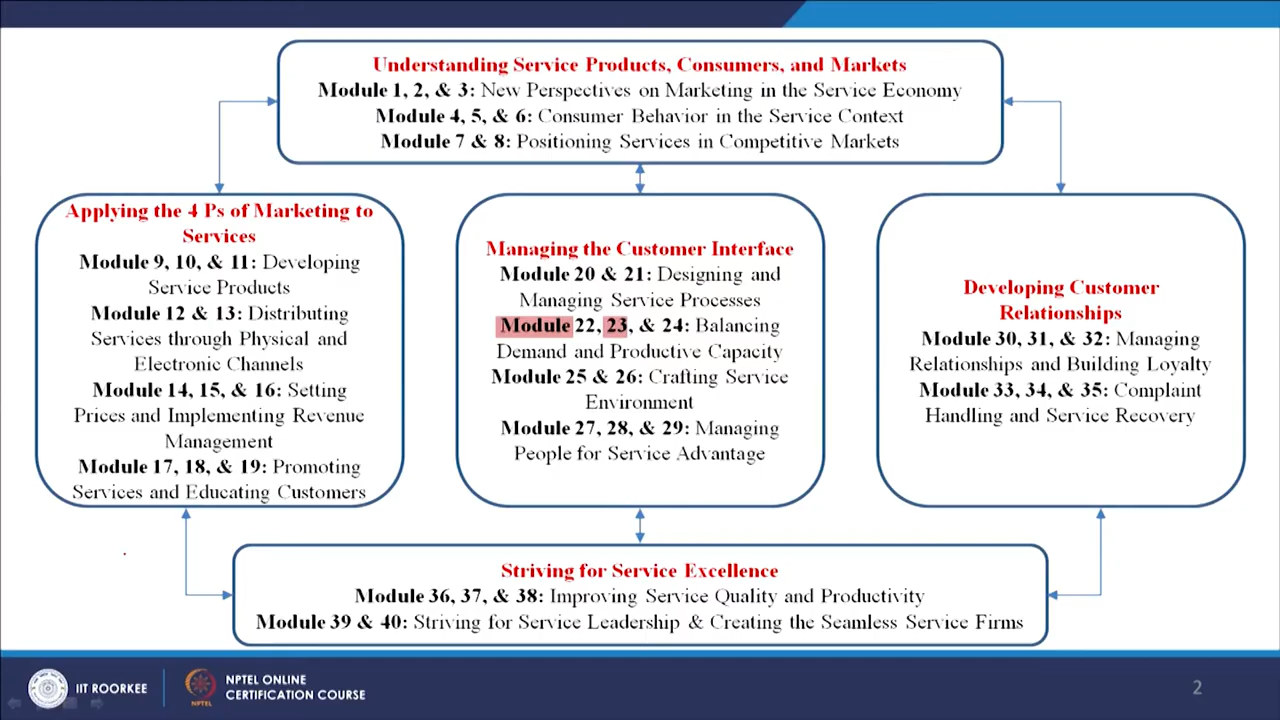 Understanding Service Products, Consumers, and Markets
Module 1, 2, & 3: New Perspectives on Marketing in the Service Economy
Module 4, 5, & 6: Consumer Behavior in the Service Context
Module 7 & 8: Positioning Services in Competitive Markets
Applying the 4 Ps of Marketing to
Services
Module 9, 10, & 11: Developing
Service Products
Module 12 & 13: Distributing
Services through Physical and
Electronic Channels
Module 14, 15, & 16: Setting
Prices and Implementing Revenue
Management
Module 17, 18, & 19: Promoting
Services and Educating Customers
Managing the Customer Interface
Module 20 & 21: Designing and
Managing Service Processes
Module 22, 23, & 24: Balancing
Demand and Productive Capacity
Module 25 & 26: Crafting Service
Environment
Module 27, 28, & 29: Managing
People for Service Advantage
Developing Customer
Relationships
Module 30, 31, & 32: Managing
Relationships and Building Loyalty
Module 33, 34, & 35: Complaint
Handling and Service Recovery
Striving for Service Excellence
Module 36, 37, & 38: Improving Service Quality and Productivity
Module 39 & 40: Striving for Service Leadership & Creating the Seamless Service Firms
IIT ROORKEE
NPTEL
NPTEL ONLINE
CERTIFICATION COURSE
2